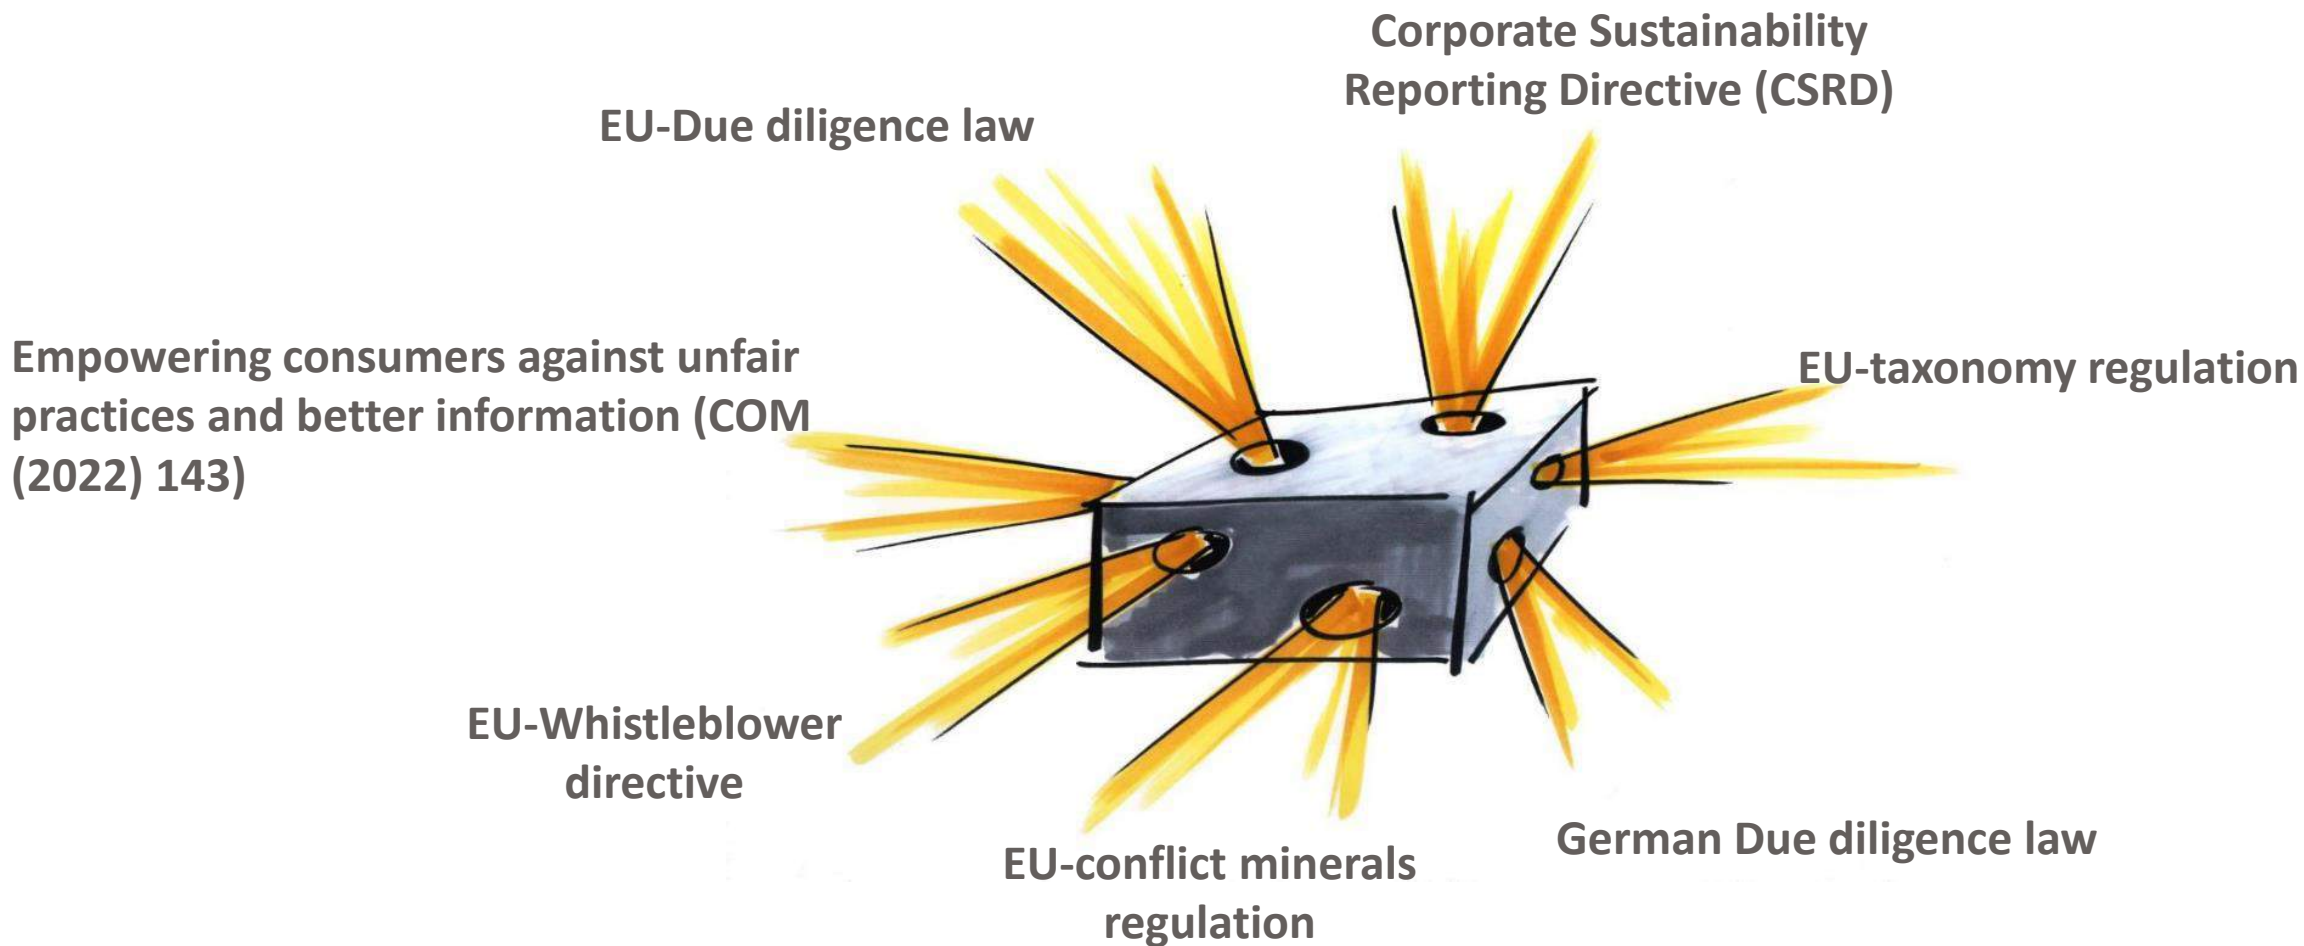 Corporate Sustainability
Reporting Directive (CSRD)
EU-Due diligence law
Empowering consumers against unfair
practices and better information (COM
(2022) 143)
EU-taxonomy regulation
EU-Whistleblower
directive
EU-conflict minerals
regulation
German Due diligence law